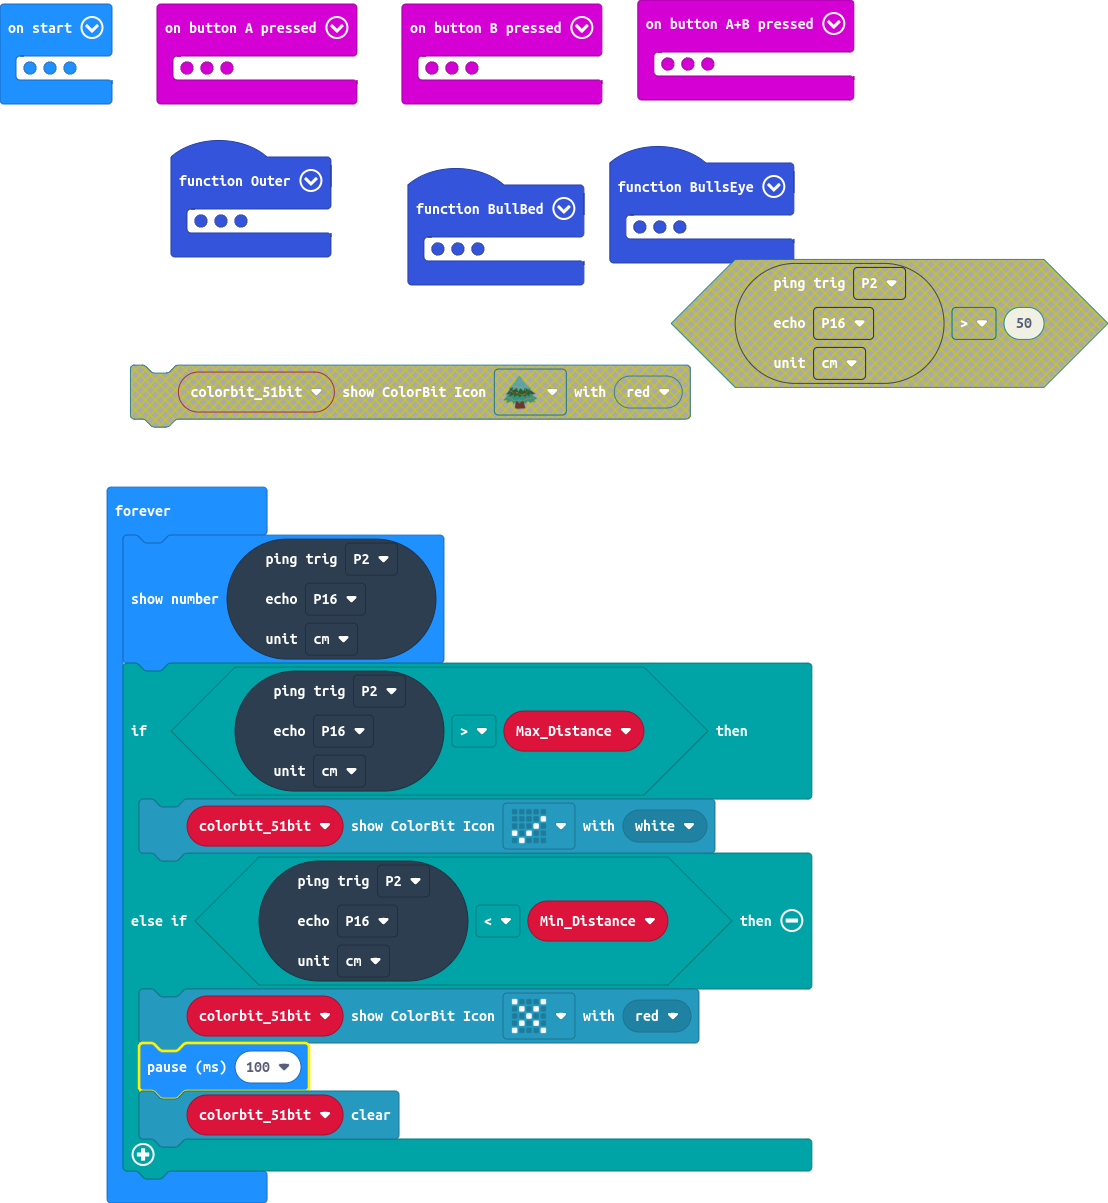 on start
on button A pressed
on button B pressed
on button A+B pressed
function Outer
function BullBed
function BullsEye
ping trig P2
echo P16 > 50
unit cm
colorbit_51bit show ColorBit Icon with red
forever
ping trig P2
show number echo P16
unit cm
ping trig P2
if echo P16 > Max_Distance then
unit cm
colorbit_51bit show ColorBit Icon with white
ping trig P2
else if echo P16 < Min_Distance then
unit cm
colorbit_51bit show ColorBit Icon with red
pause (ms) 100
colorbit_51bit clear